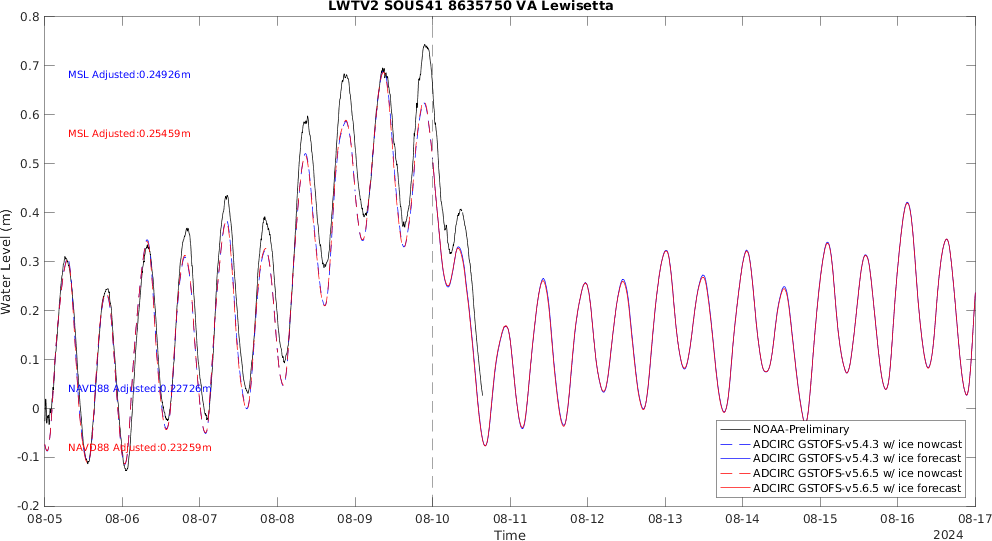 LWTV2 SOUS41 8635750 VA Lewisetta
0.8
0.7
0.6
0.5
0.4
0.3
0.2
0.1
0
-0.1
-0.2
Water Level (m)
MSL Adjusted:0.24926m
MSL Adjusted:0.25459m
NAVD88 Adjusted:0.22726m
NAVD88 Adjusted:0.23259m
NOAA-Preliminary
ADCIRC GSTOFS-v5.4.3 w/ ice nowcast
ADCIRC GSTOFS-v5.4.3 w/ ice forecast
ADCIRC GSTOFS-v5.6.5 w/ ice nowcast
ADCIRC GSTOFS-v5.6.5 w/ ice forecast
08-05 08-06 08-07 08-08 08-09 08-10 08-11 08-12 08-13 08-14 08-15 08-16 08-17
Time
2024